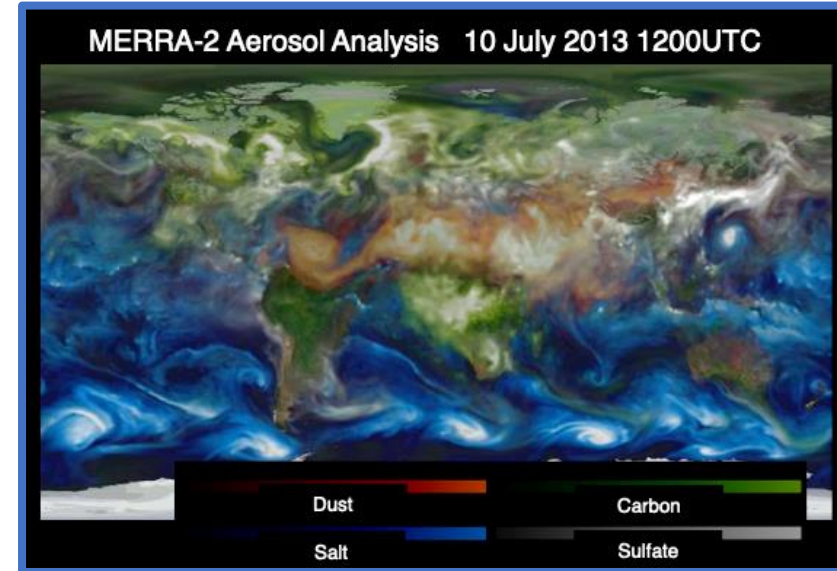 MERRA-2 Aerosol Analysis 10 July 2013 1200UTC
Dust Carbon
Salt Sulfate